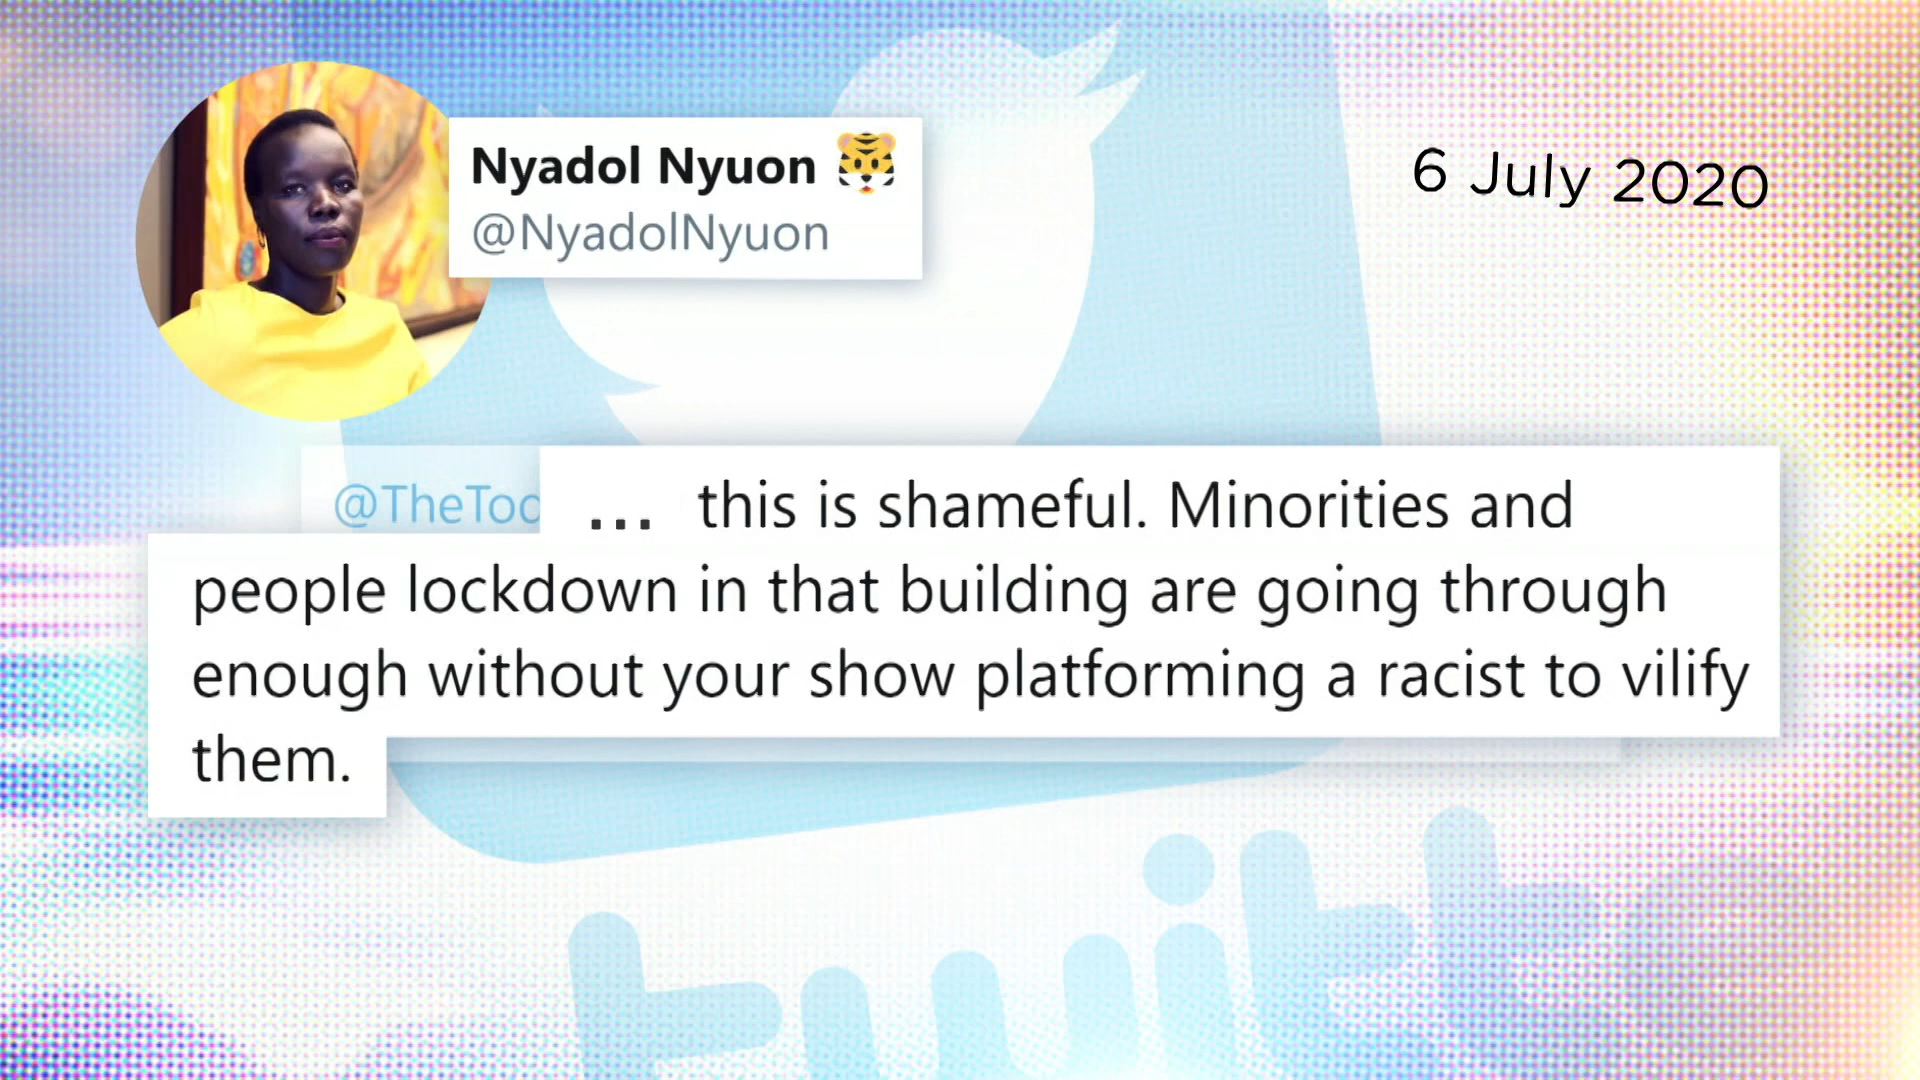 Nyadol Nyuon 🐯
@NyadolNyuon
6 July 2020
@TheTod ... this is shameful. Minorities and
people lockdown in that building are going through
enough without your show platforming a racist to vilify
them.
twitt